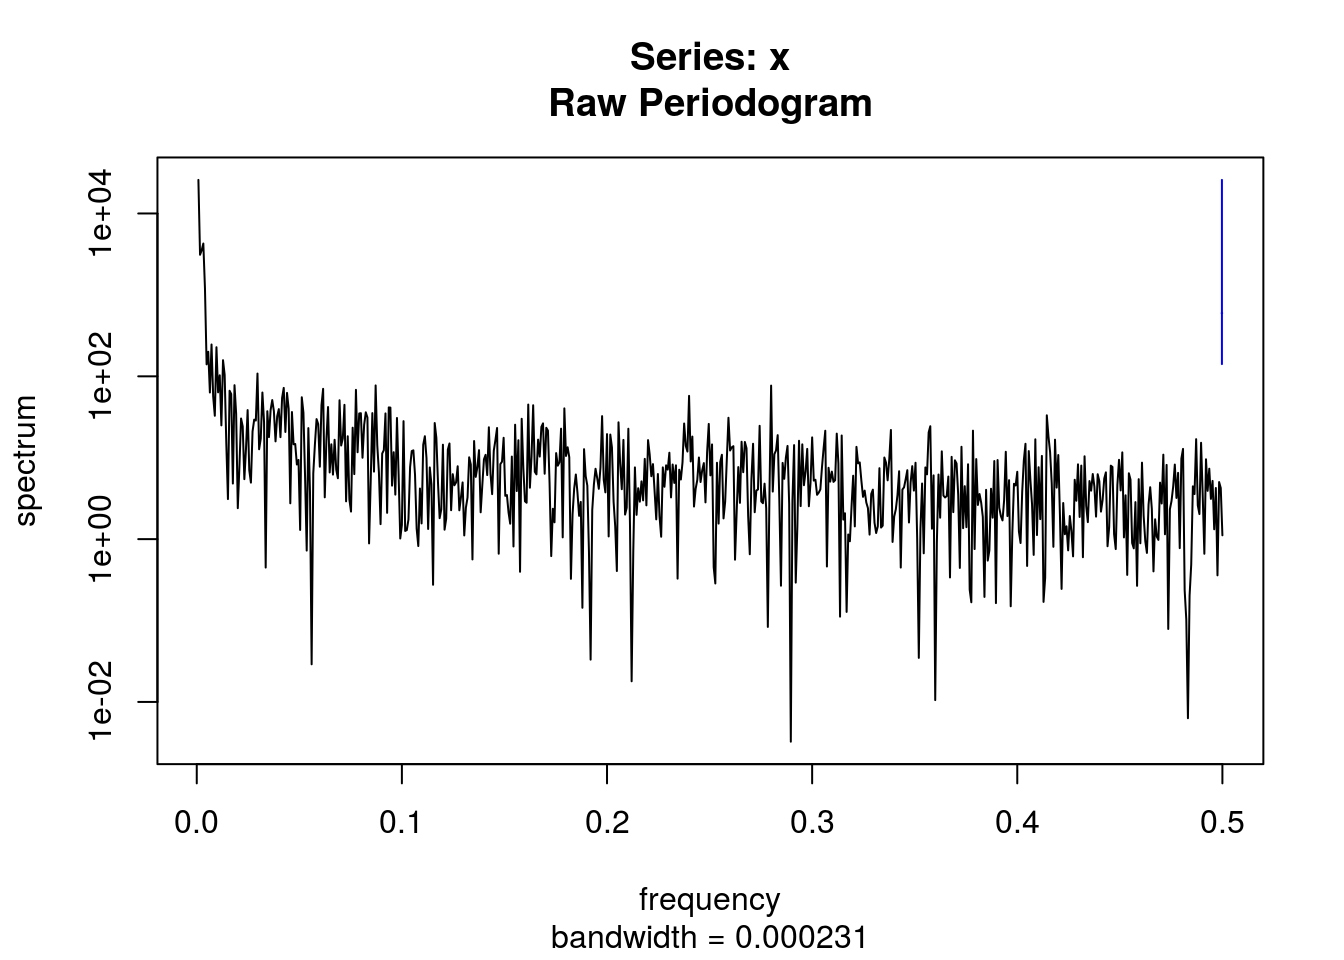 Series: x
Raw Periodogram
spectrum
1e+04
1e+02
1e+00
1e-02
0.0 0.1 0.2 0.3 0.4 0.5
frequency
bandwidth = 0.000231